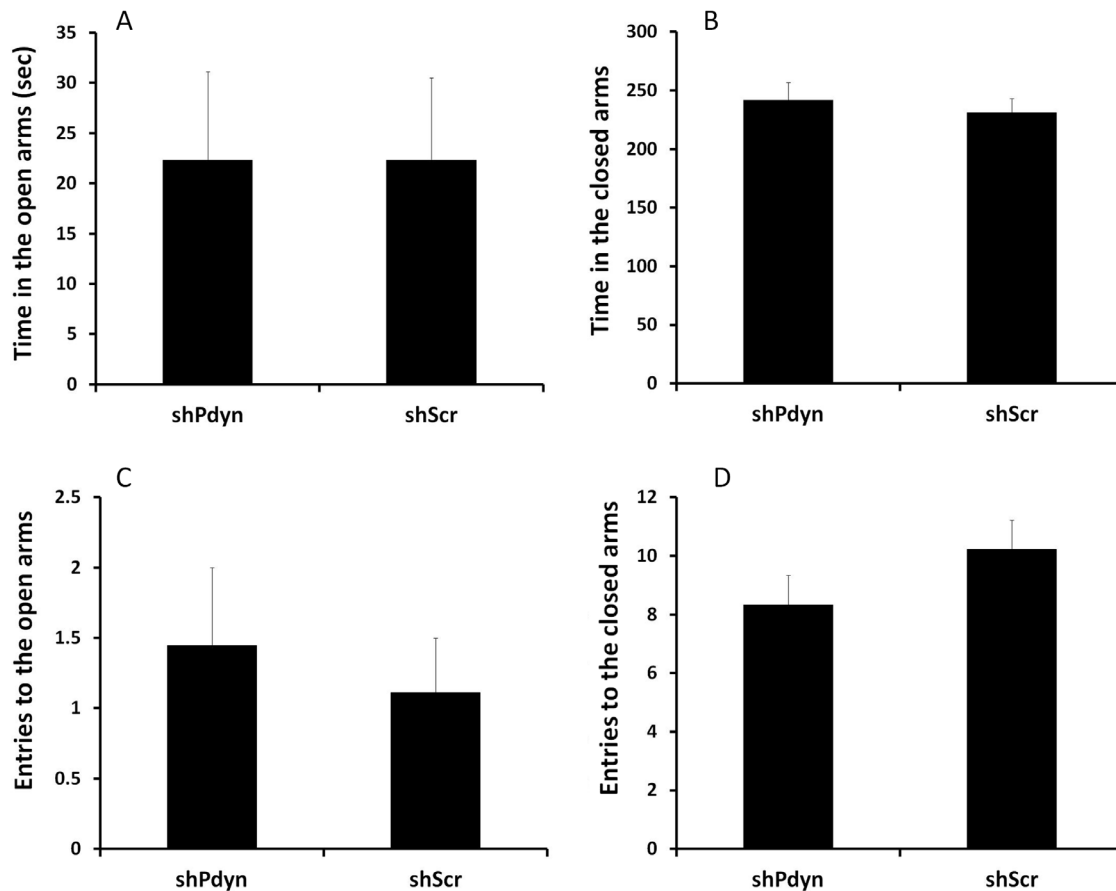 A
Time in the open arms (sec)
35
30
25
20
15
10
5
0
shPdyn
shScr
B
Time in the closed arms
300
250
200
150
100
50
0
shPdyn
shScr
C
Entries to the open arms
2.5
2
1.5
1
0.5
0
shPdyn
shScr
D
Entries to the closed arms
12
10
8
6
4
2
0
shPdyn
shScr